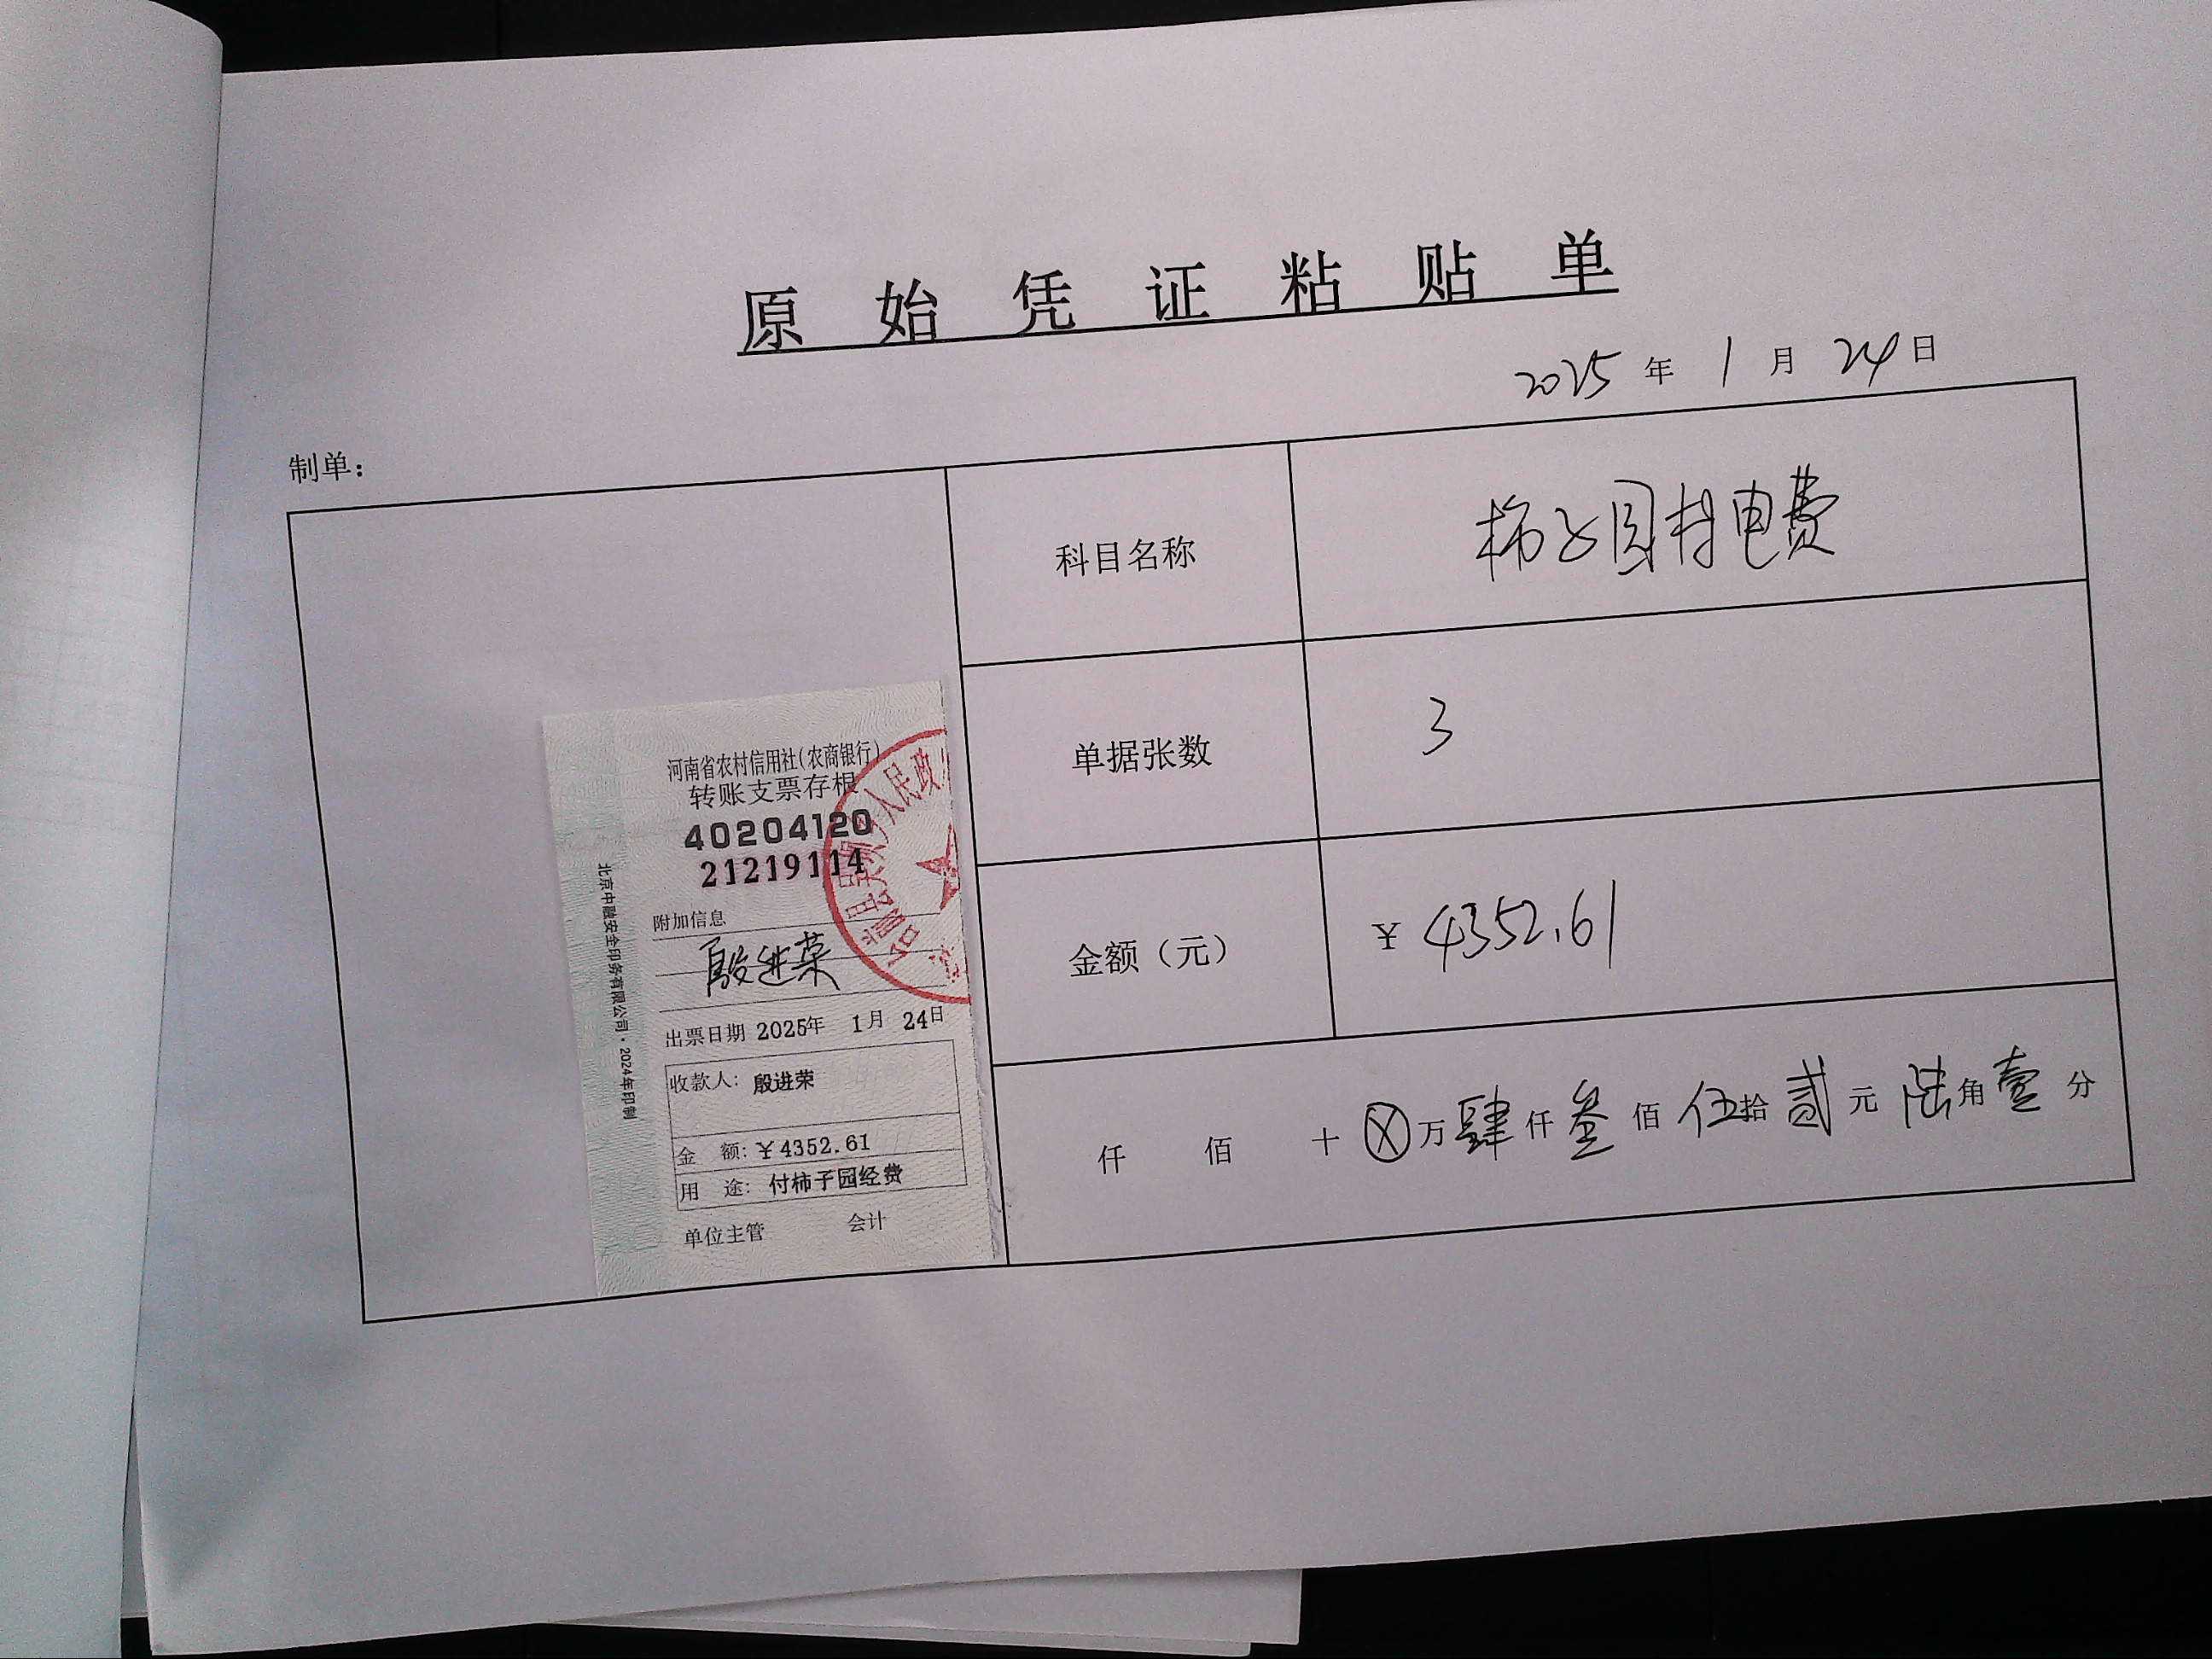 原始凭证粘贴单
2025年1月24日
制单：
科目名称 柿子园村电费
单据张数 3
金额（元） ¥4352.61
仟 佰 十 ⊗万肆仟叁佰伍拾贰元陆角壹分
河南省农村信用社(农商银行)
转账支票存根
40204120
21219114
附加信息
殷进荣
出票日期 2025年 1月 24日
收款人: 殷进荣
金 额: ¥4352.61
用 途: 付柿子园经费
单位主管 会计
北京中融安全印务有限公司·2024年印制
人民政